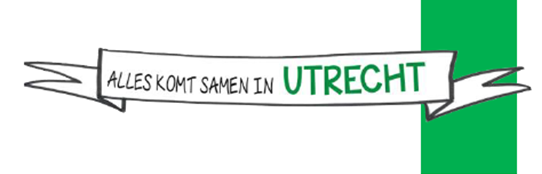 ALLES KOMT SAMEN IN UTRECHT